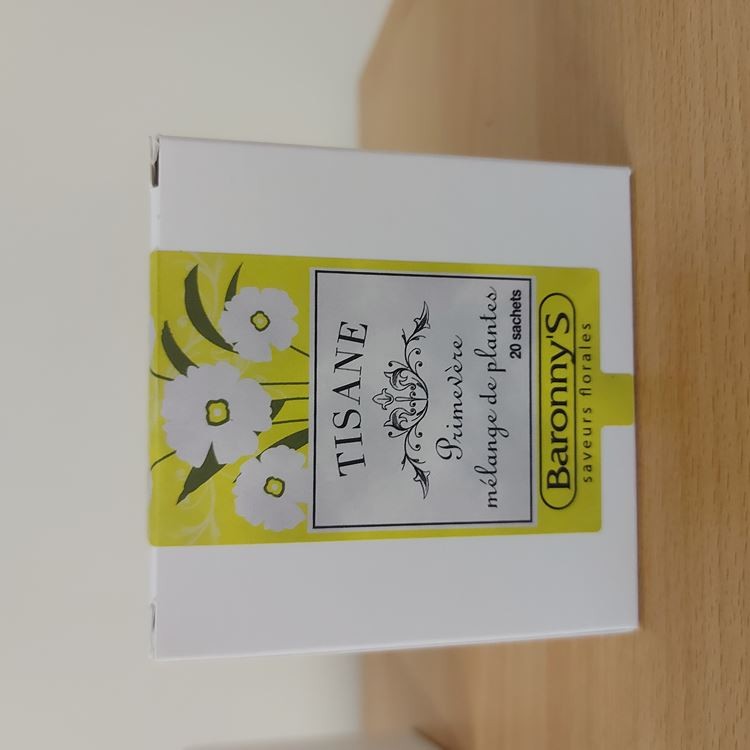 TISANE
Primevère
mélange de plantes
20 sachets
Baronny'S
saveurs florales